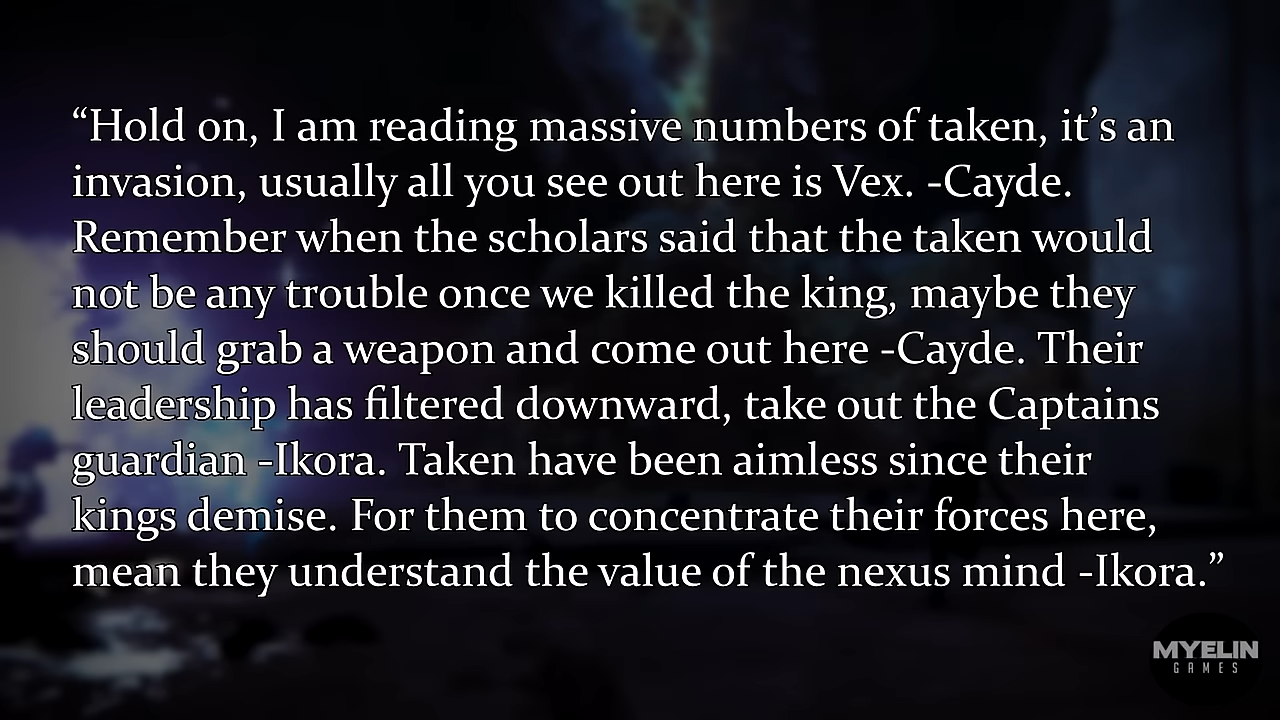 “Hold on, I am reading massive numbers of taken, it’s an
invasion, usually all you see out here is Vex. -Cayde.
Remember when the scholars said that the taken would
not be any trouble once we killed the king, maybe they
should grab a weapon and come out here -Cayde. Their
leadership has filtered downward, take out the Captains
guardian -Ikora. Taken have been aimless since their
kings demise. For them to concentrate their forces here,
mean they understand the value of the nexus mind -Ikora.”
MYELIN
GAMES